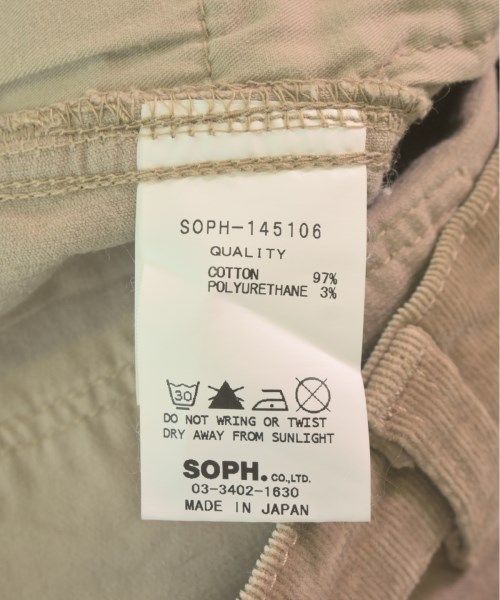 SOPH-145106
QUALITY
COTTON 97%
POLYURETHANE 3%
30
DO NOT WRING OR TWIST
DRY AWAY FROM SUNLIGHT
SOPH.CO.,LTD.
03-3402-1630
MADE IN JAPAN